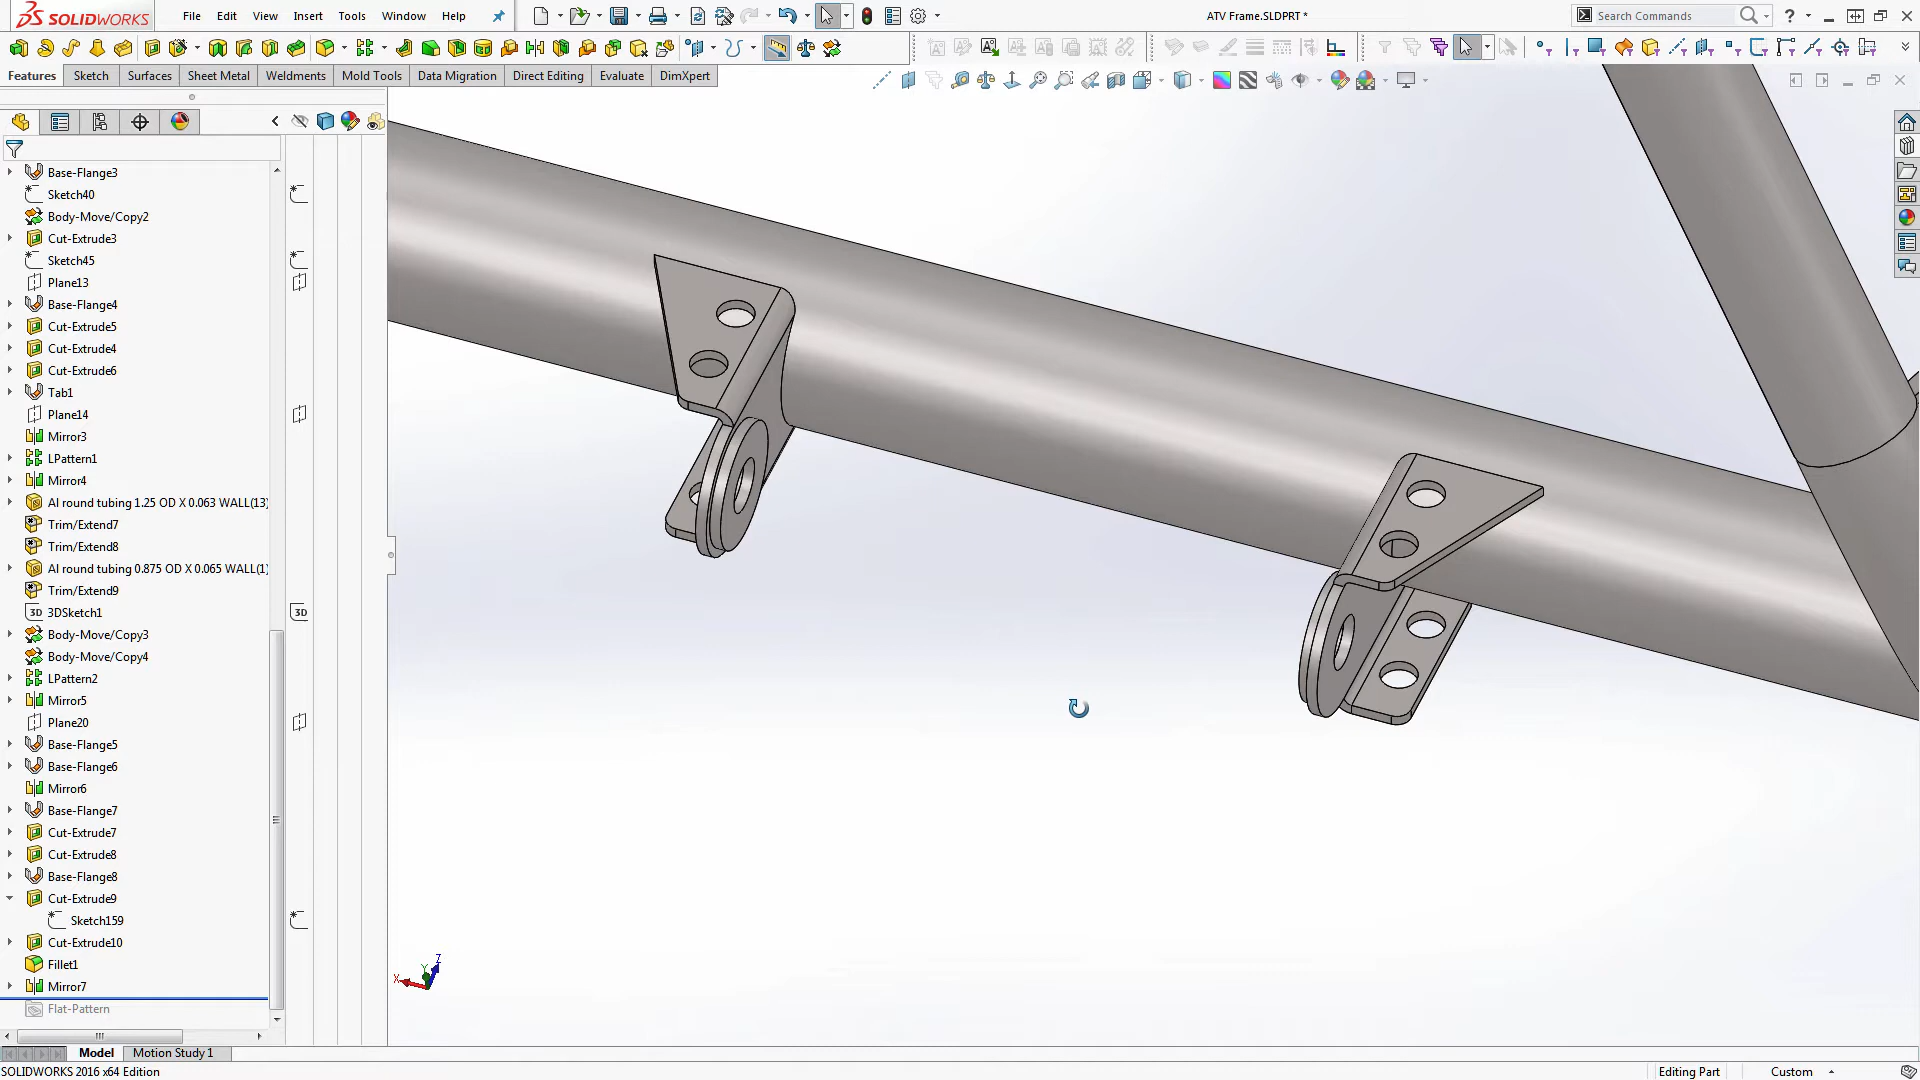 SOLIDWORKS File Edit View Insert Tools Window Help ATV Frame.SLDPRT * Search Commands
Features Sketch Surfaces Sheet Metal Weldments Mold Tools Data Migration Direct Editing Evaluate DimXpert
Base-Flange3
Sketch40
Body-Move/Copy2
Cut-Extrude3
Sketch45
Plane13
Base-Flange4
Cut-Extrude5
Cut-Extrude4
Cut-Extrude6
Tab1
Plane14
Mirror3
LPattern1
Mirror4
Al round tubing 1.25 OD X 0.063 WALL(13)
Trim/Extend7
Trim/Extend8
Al round tubing 0.875 OD X 0.065 WALL(1)
Trim/Extend9
3D 3DSketch1 3D
Body-Move/Copy3
Body-Move/Copy4
LPattern2
Mirror5
Plane20
Base-Flange5
Base-Flange6
Mirror6
Base-Flange7
Cut-Extrude7
Cut-Extrude8
Base-Flange8
Cut-Extrude9
Sketch159
Cut-Extrude10
Fillet1
Mirror7
Flat-Pattern
X Y Z
Model Motion Study 1
SOLIDWORKS 2016 x64 Edition Editing Part Custom